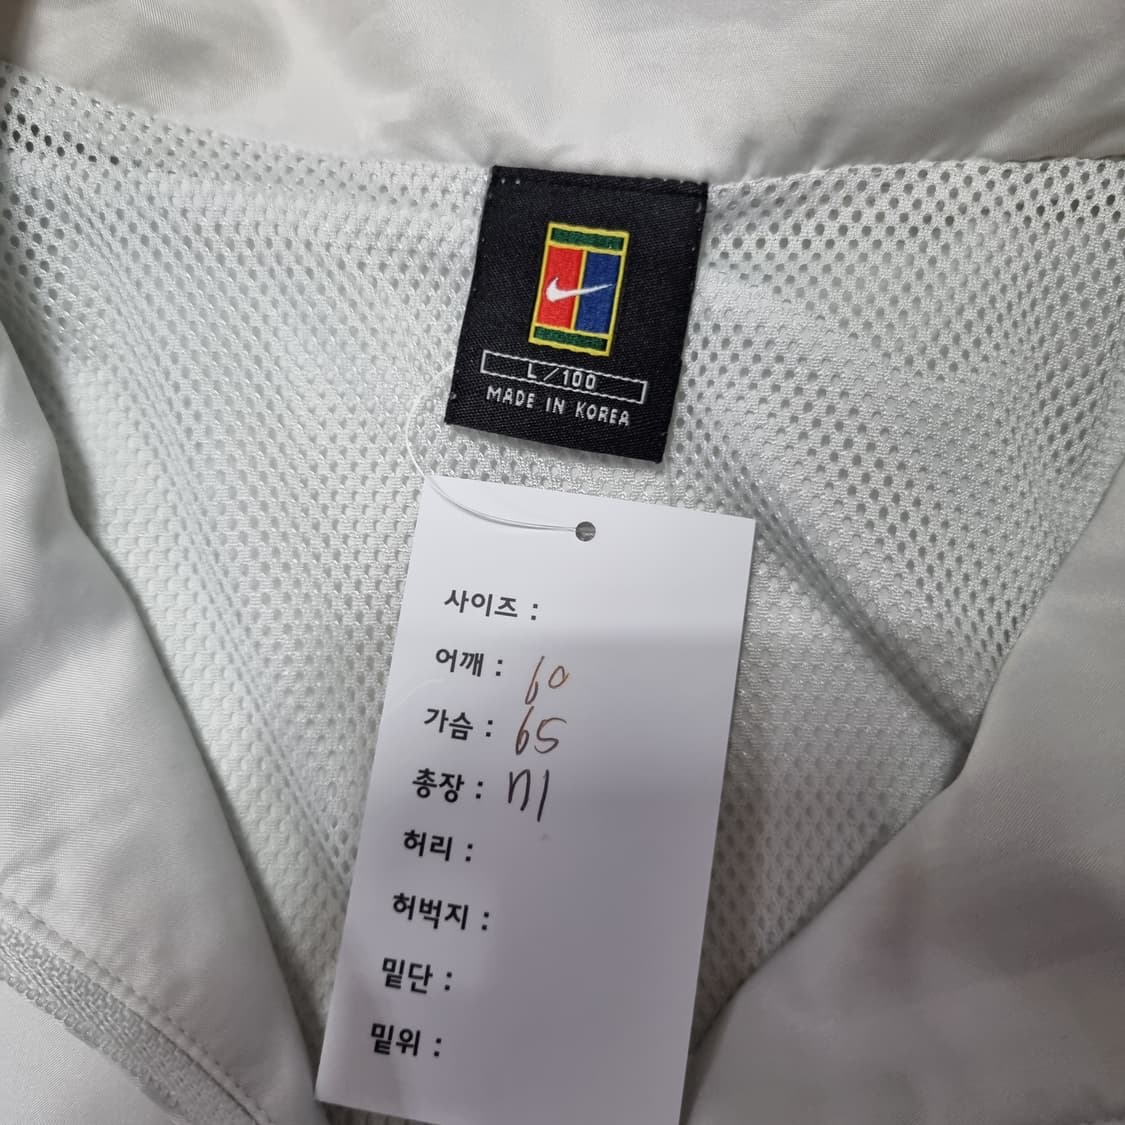 L/100
MADE IN KOREA
사이즈 :
어깨 : 60
가슴 : 65
총장 : 71
허리 :
허벅지 :
밑단 :
밑위 :